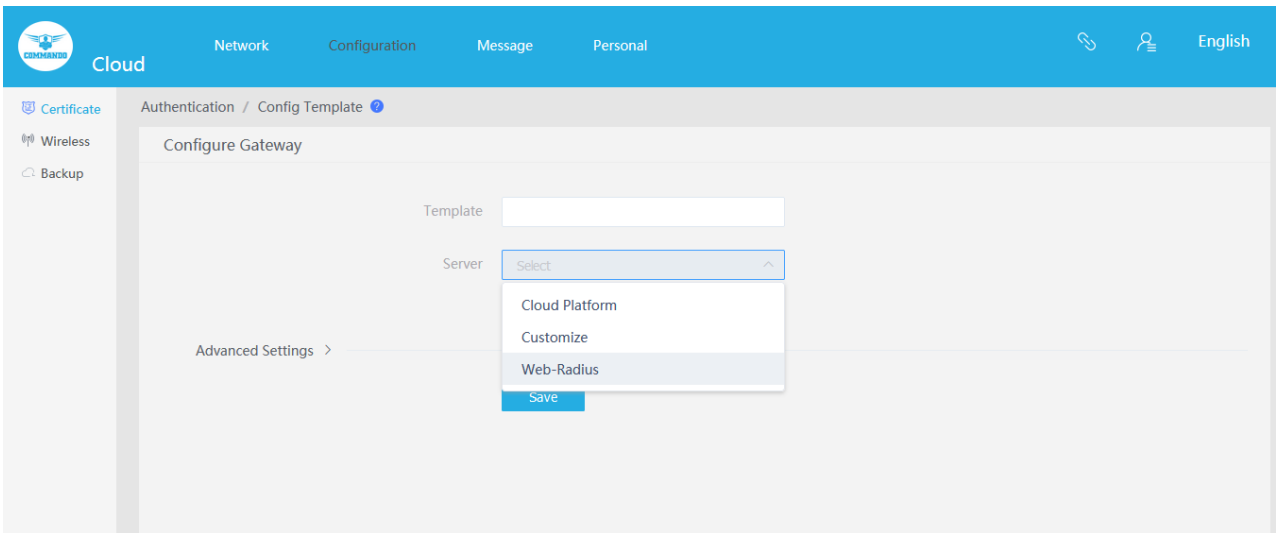 COMMANDO
Cloud
Network Configuration Message Personal English
Certificate
Wireless
Backup
Authentication / Config Template ?
Configure Gateway
Template
Server Select
Cloud Platform
Customize
Web-Radius
Advanced Settings >
Save